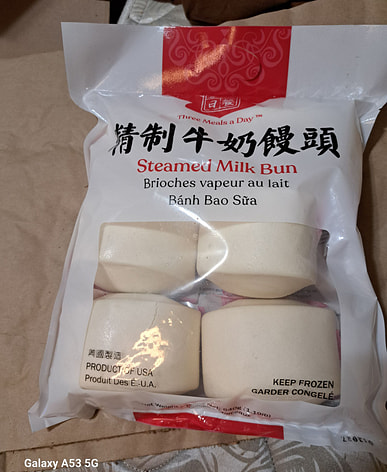 Three Meals a Day™
精制牛奶饅頭
Steamed Milk Bun
Brioches vapeur au lait
Bánh Bao Sữa
美國製造
PRODUCT OF USA
Produit Des É-U.A.
KEEP FROZEN
GARDER CONGELÉ
Galaxy A53 5G